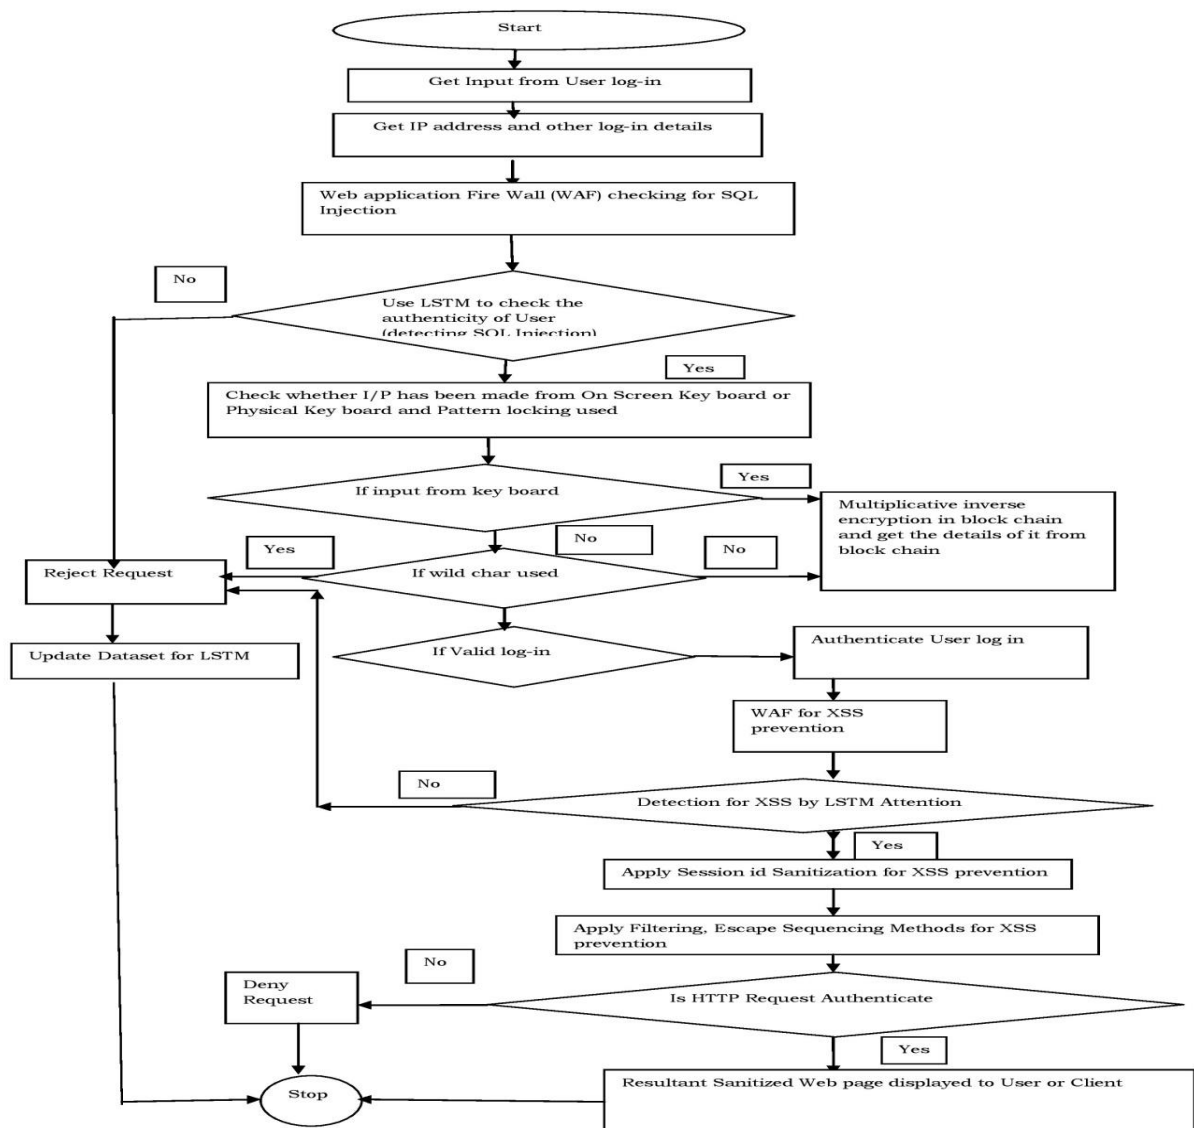 Start
Get Input from User log-in
Get IP address and other log-in details
Web application Fire Wall (WAF) checking for SQL
Injection
No
Use LSTM to check the
authenticity of User
(detecting SQL Injection)
Yes
Check whether I/P has been made from On Screen Key board or
Physical Key board and Pattern locking used
If input from key board
Yes
Multiplicative inverse
encryption in block chain
and get the details of it from
block chain
No
Yes
If wild char used
No
Reject Request
Update Dataset for LSTM
If Valid log-in
Authenticate User log in
WAF for XSS
prevention
No
Detection for XSS by LSTM Attention
Yes
Apply Session id Sanitization for XSS prevention
Apply Filtering, Escape Sequencing Methods for XSS
prevention
No
Deny
Request
Is HTTP Request Authenticate
Yes
Resultant Sanitized Web page displayed to User or Client
Stop